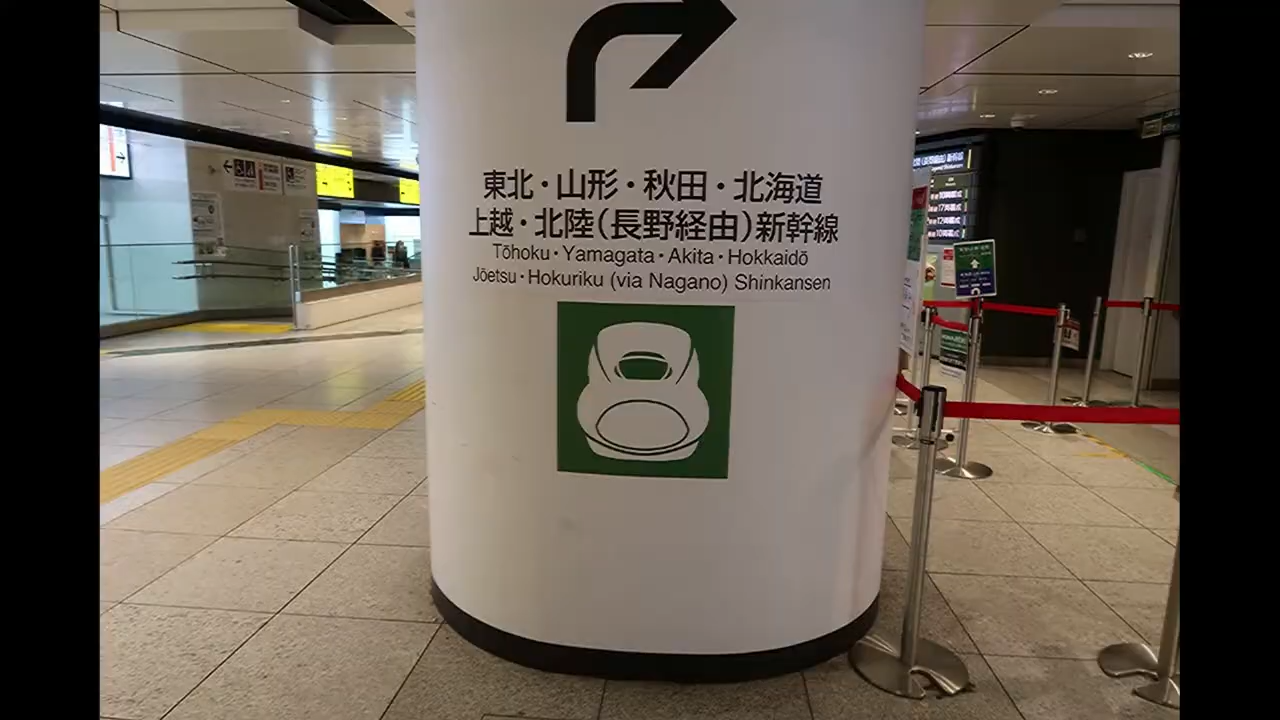 東北・山形・秋田・北海道
上越・北陸(長野経由)新幹線
Tōhoku・Yamagata・Akita・Hokkaidō
Jōetsu・Hokuriku (via Nagano) Shinkansen